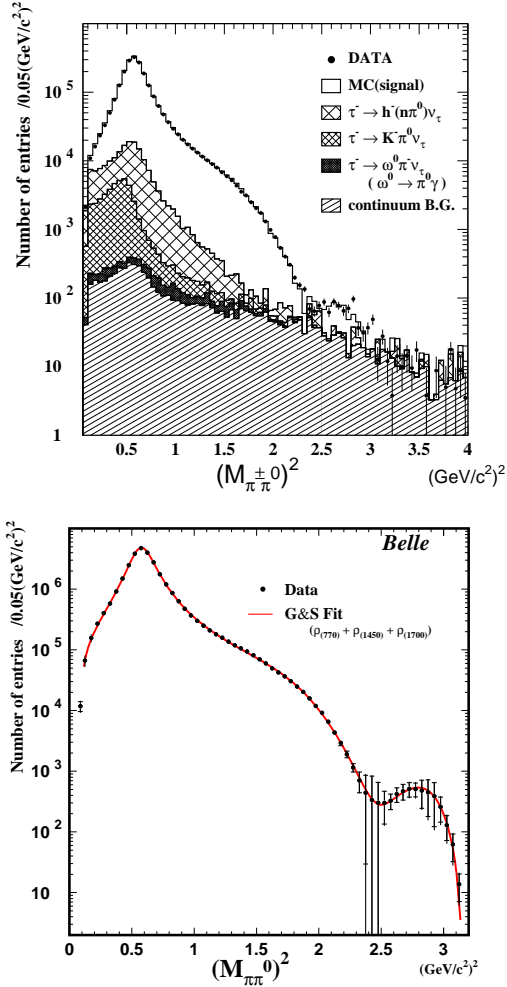 Number of entries /0.05(GeV/c²)²
10⁵
10⁴
10³
10²
10
1
DATA
MC(signal)
τ⁻→ h⁻(nπ⁰)ν_τ
τ⁻→ K⁻π⁰ν_τ
τ⁻→ ω⁰π⁻ν_τ
( ω⁰ → π⁰γ )
continuum B.G.
0.5 1 1.5 2 2.5 3 3.5 4
(M_π±π⁰)² (GeV/c²)²
Belle
Number of entries /0.05(GeV/c²)²
10⁶
10⁵
10⁴
10³
10²
10
Data
G&S Fit
(ρ(770) + ρ(1450) + ρ(1700))
0 0.5 1 1.5 2 2.5 3
(M_ππ⁰)² (GeV/c²)²